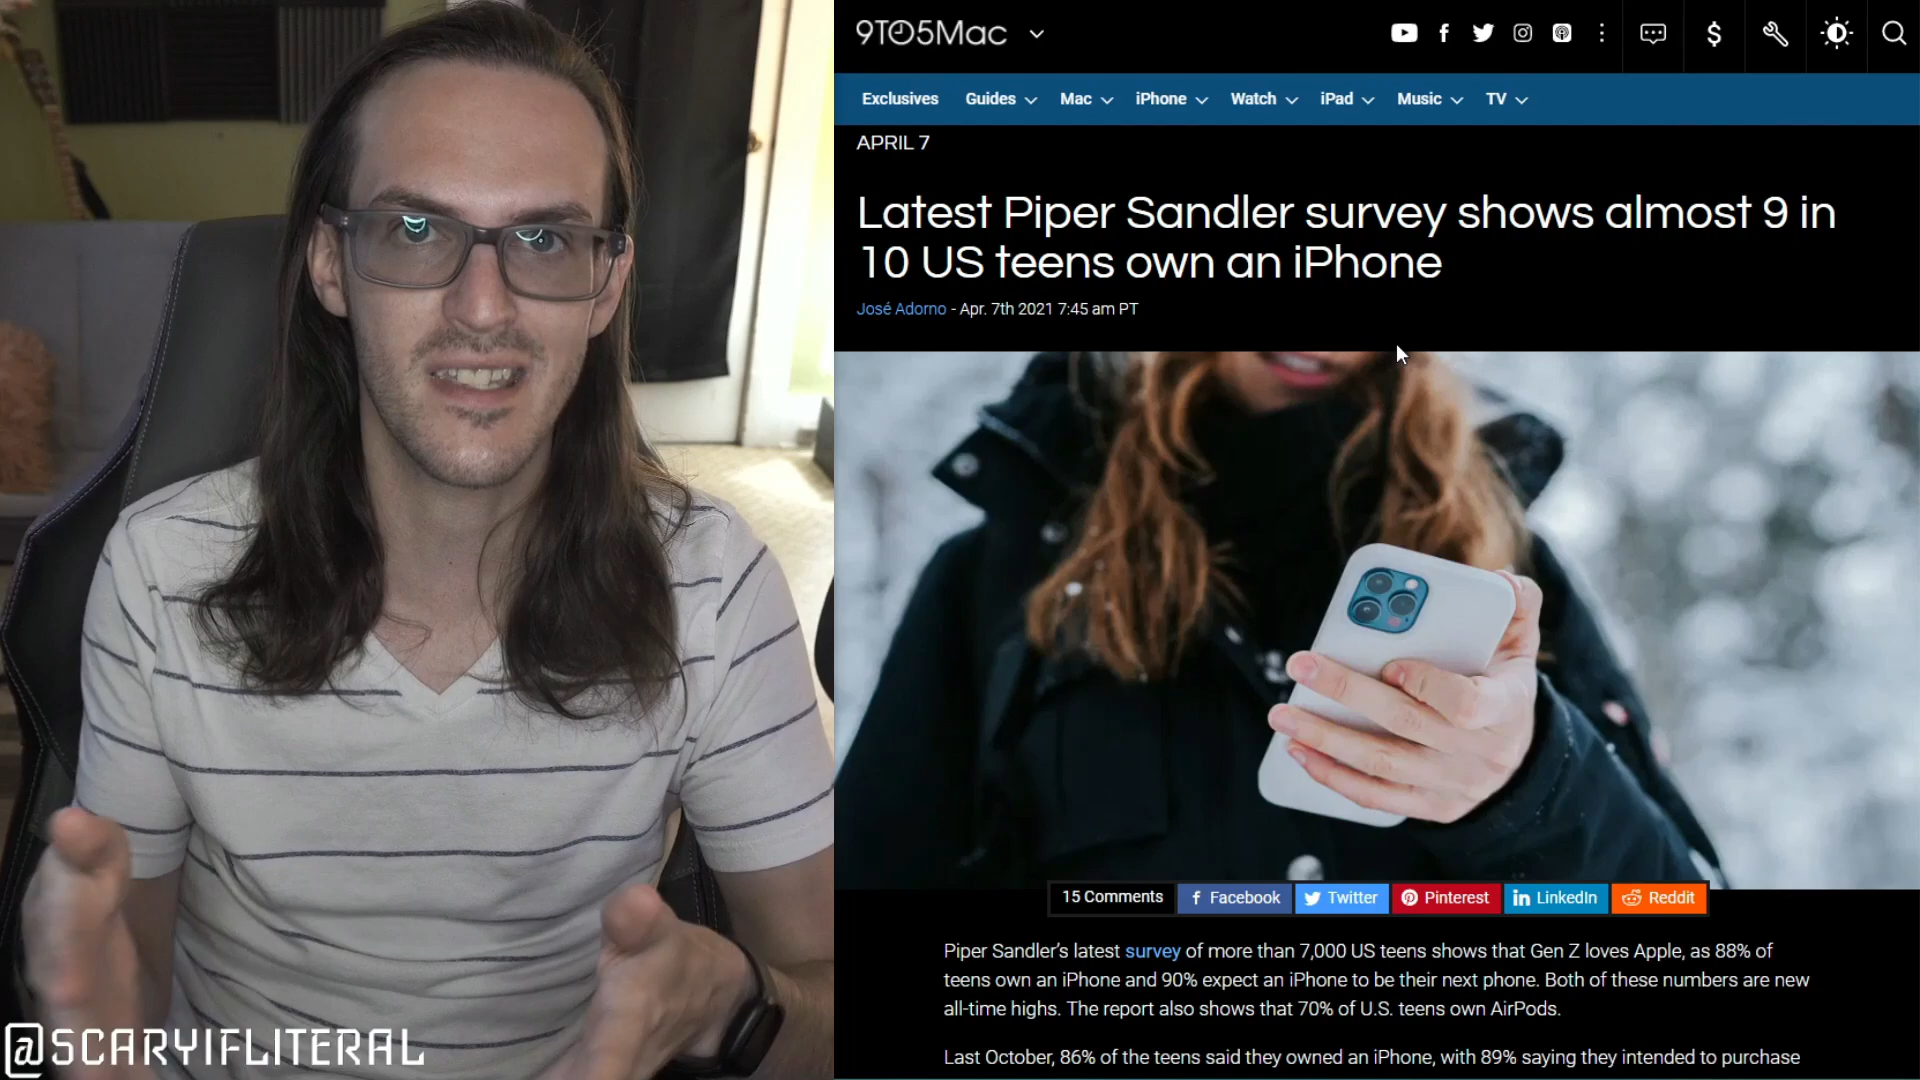 9TO5Mac
Exclusives Guides Mac iPhone Watch iPad Music TV
APRIL 7
Latest Piper Sandler survey shows almost 9 in
10 US teens own an iPhone
José Adorno - Apr. 7th 2021 7:45 am PT
15 Comments Facebook Twitter Pinterest LinkedIn Reddit
Piper Sandler's latest survey of more than 7,000 US teens shows that Gen Z loves Apple, as 88% of
teens own an iPhone and 90% expect an iPhone to be their next phone. Both of these numbers are new
all-time highs. The report also shows that 70% of U.S. teens own AirPods.
Last October, 86% of the teens said they owned an iPhone, with 89% saying they intended to purchase
@SCARYIFLITERAL